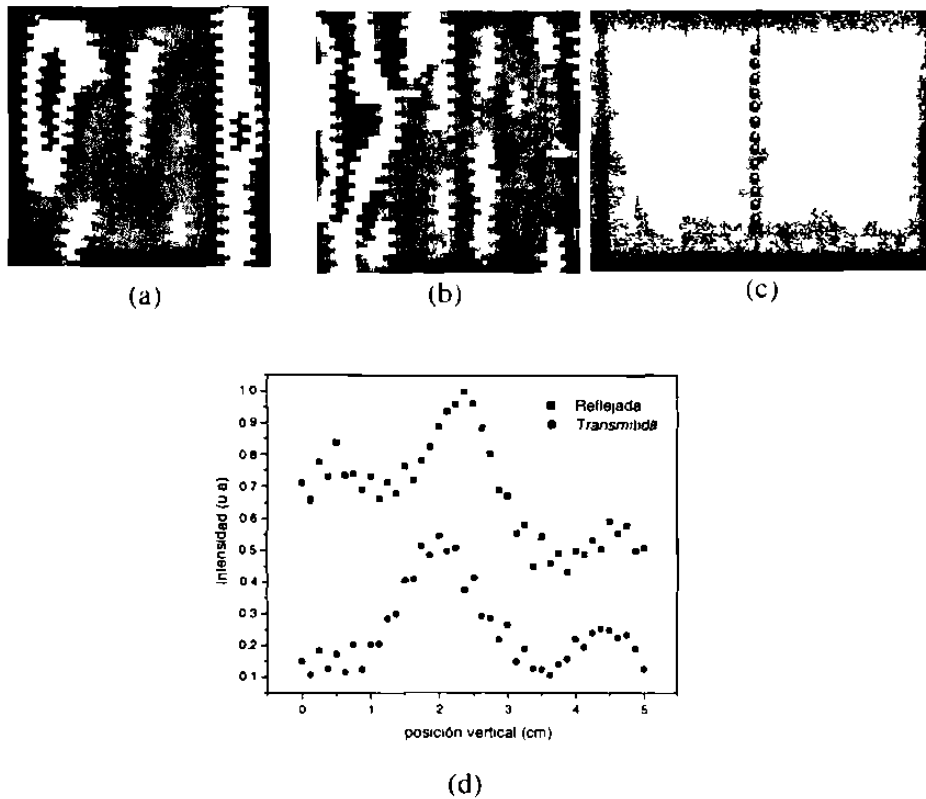 (a)
(b)
(c)
1.0
0.9
0.8
0.7
0.6
0.5
0.4
0.3
0.2
0.1
Intensidad (u a)
Reflejada
Transmitida
0 1 2 3 4 5
posición vertical (cm)
(d)